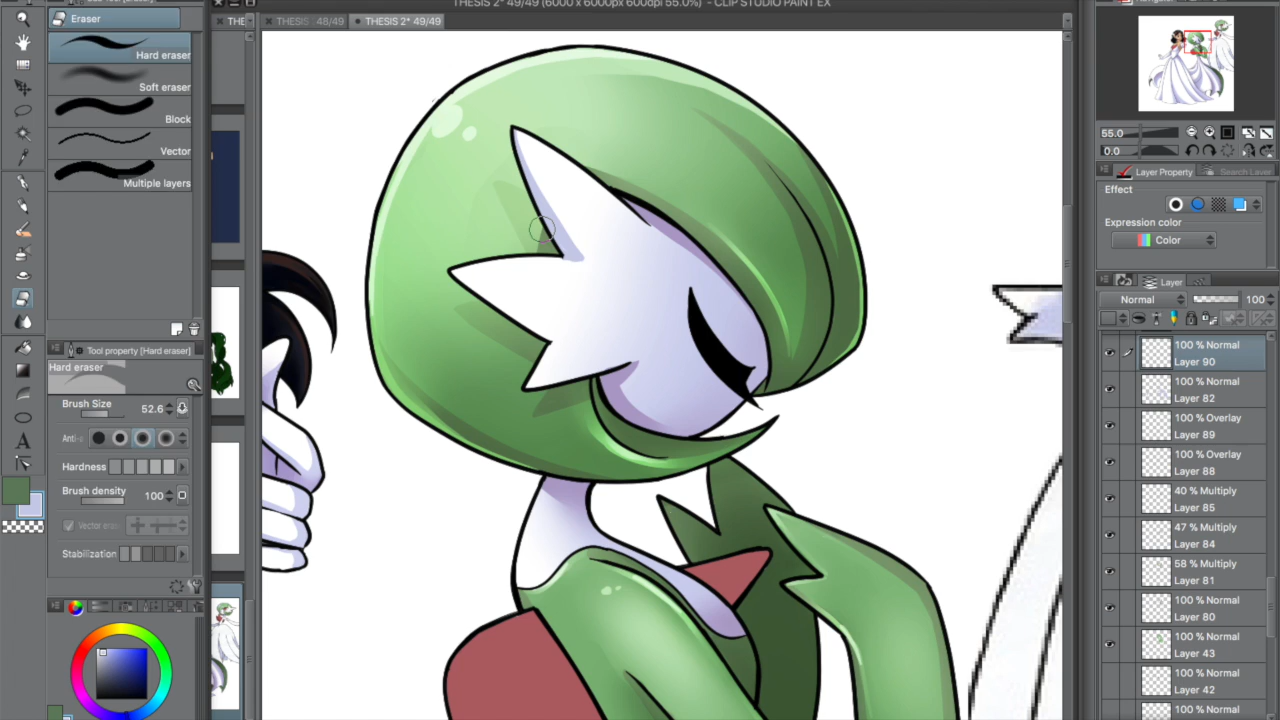 THESIS 2* 49/49 (6000 x 6000px 600dpi 55.0%) - CLIP STUDIO PAINT EX
Eraser
THE
THESIS 48/49
THESIS 2* 49/49
Hard eraser
Soft eraser
Block
Vector
Multiple layers
Tool property [Hard eraser]
Hard eraser
Brush Size 52.6
Anti-
Hardness
Brush density 100
Vector
Stabilization
55.0
0.0
Layer Property
Search Layer
Effect
Expression color
Color
Layer
Normal 100
100 % Normal
Layer 90
100 % Normal
Layer 82
100 % Overlay
Layer 89
100 % Overlay
Layer 88
40 % Multiply
Layer 85
47 % Multiply
Layer 84
58 % Multiply
Layer 81
100 % Normal
Layer 80
100 % Normal
Layer 43
100 % Normal
Layer 42
100 % Normal